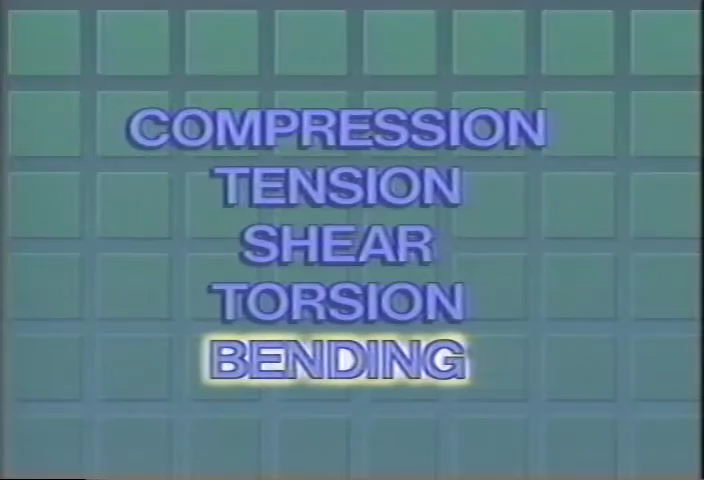 COMPRESSION
TENSION
SHEAR
TORSION
BENDING